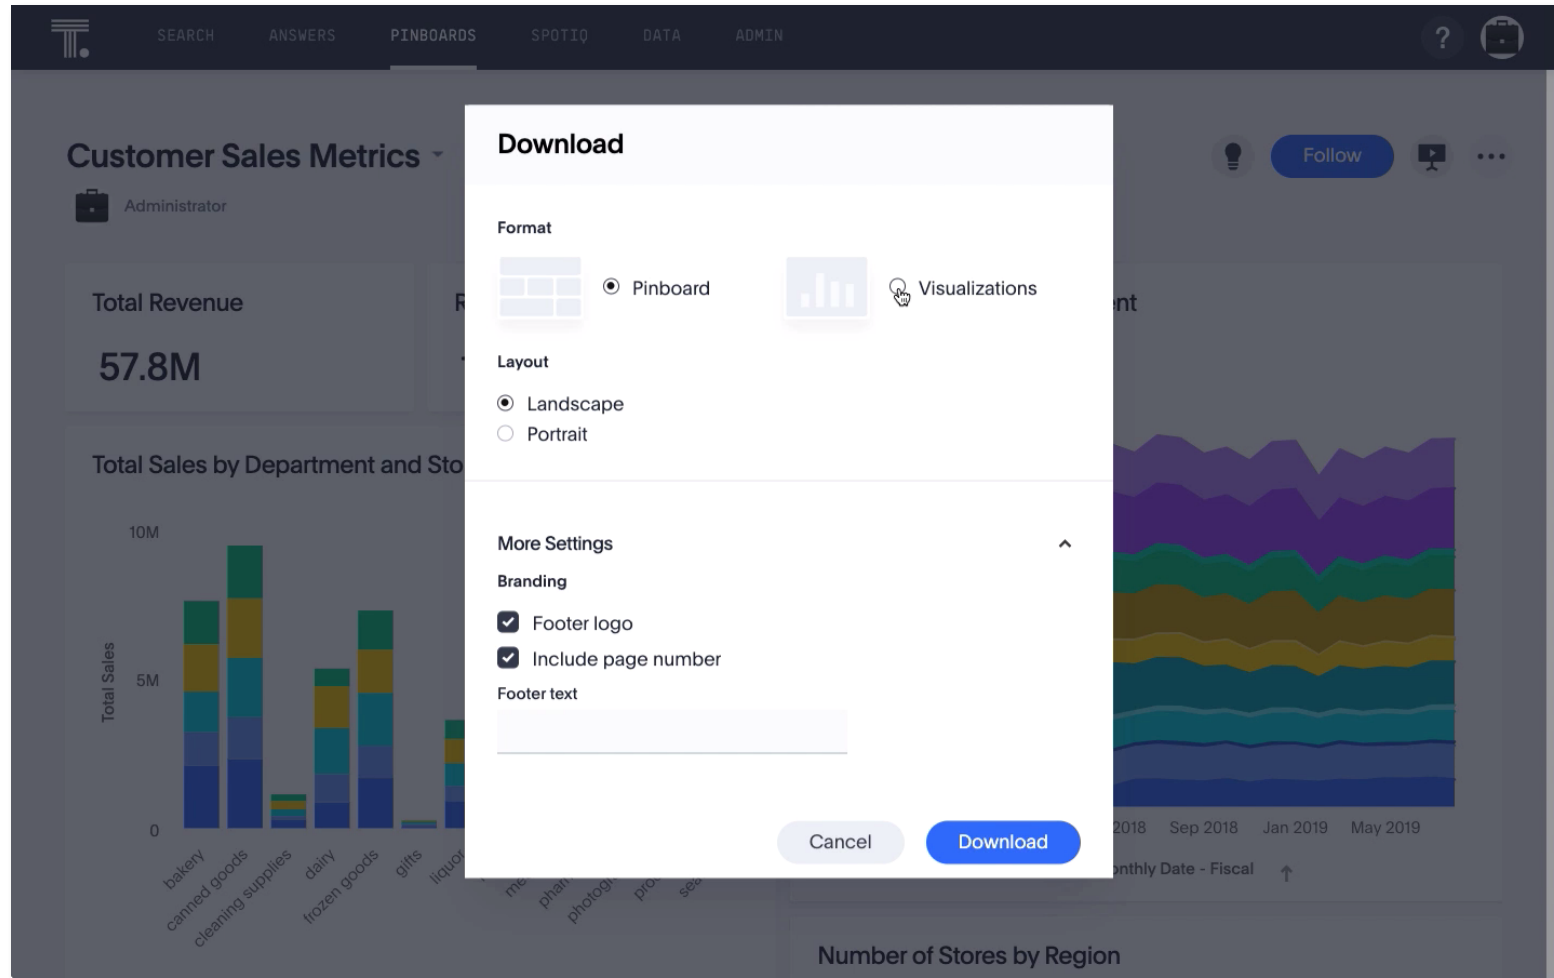 SEARCH ANSWERS PINBOARDS SPOTIQ DATA ADMIN ?
Customer Sales Metrics
Follow
Administrator
Download
Format
Pinboard
Visualizations
Layout
Landscape
Portrait
More Settings
Branding
Footer logo
Include page number
Footer text
Cancel
Download
Total Revenue
57.8M
Total Sales by Department and Sto
Total Sales
10M
5M
0
bakery
canned goods
cleaning supplies
dairy
frozen goods
gifts
liquor
2018 Sep 2018 Jan 2019 May 2019
onthly Date - Fiscal
Number of Stores by Region